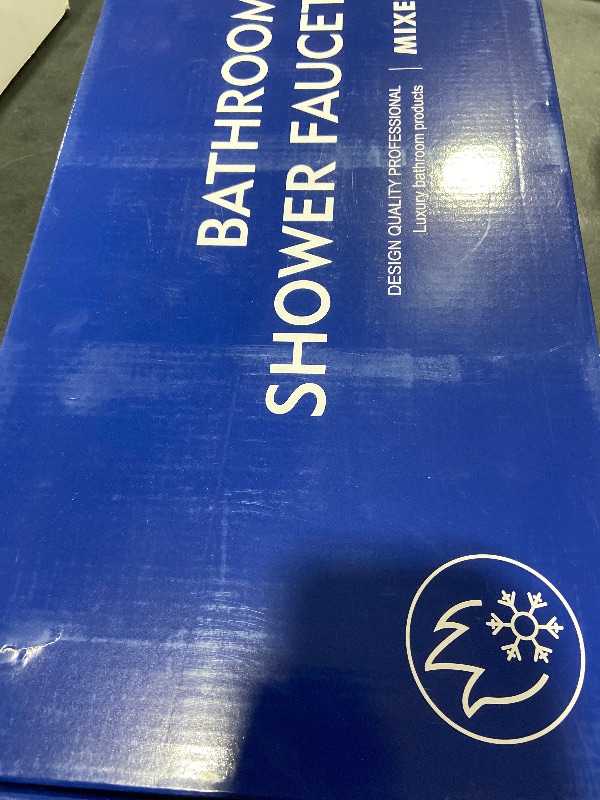 BATHROOM
SHOWER FAUCET
DESIGN QUALITY PROFESSIONAL
Luxury bathroom products